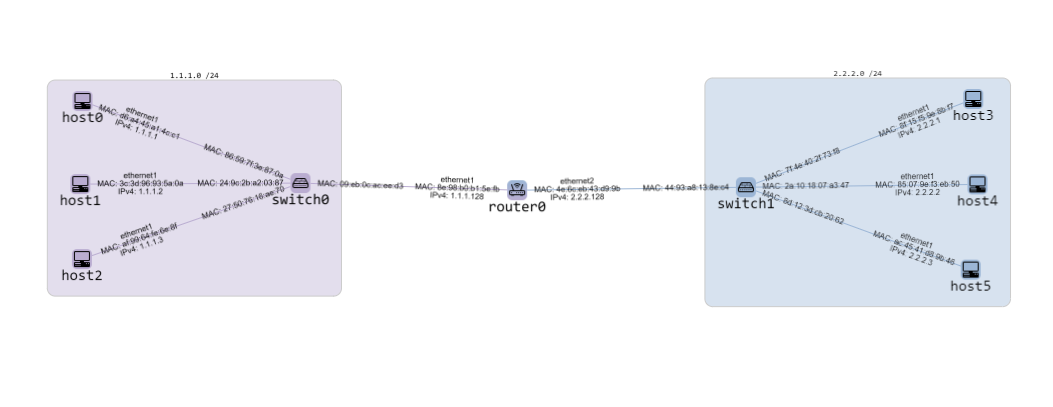 1.1.1.0 /24
2.2.2.0 /24
host0
ethernet1
MAC: d6:a4:45:a1:4c:c1
IPv4: 1.1.1.1
MAC: 86:59:7f:3e:87:0a
host1
ethernet1
MAC: 3c:3d:96:93:5a:0a
IPv4: 1.1.1.2
MAC: 24:9c:2b:a2:03:87
host2
ethernet1
MAC: af:99:64:fe:6e:8f
IPv4: 1.1.1.3
MAC: 27:50:76:16:ae:70
switch0
MAC: 09:eb:0c:ac:ee:d3
ethernet1
MAC: 8e:98:b0:b1:5e:fb
IPv4: 1.1.1.128
router0
ethernet2
MAC: 4e:6c:eb:43:d9:9b
IPv4: 2.2.2.128
MAC: 44:93:a8:13:8e:c4
switch1
MAC: 7f:4e:40:2f:73:f8
ethernet1
MAC: 8f:15:f5:9e:8b:f7
IPv4: 2.2.2.1
host3
MAC: 2a:10:18:07:a3:47
ethernet1
MAC: 85:07:9e:f3:eb:50
IPv4: 2.2.2.2
host4
MAC: 8d:12:3d:cb:20:62
ethernet1
MAC: ac:45:41:d8:9b:46
IPv4: 2.2.2.3
host5